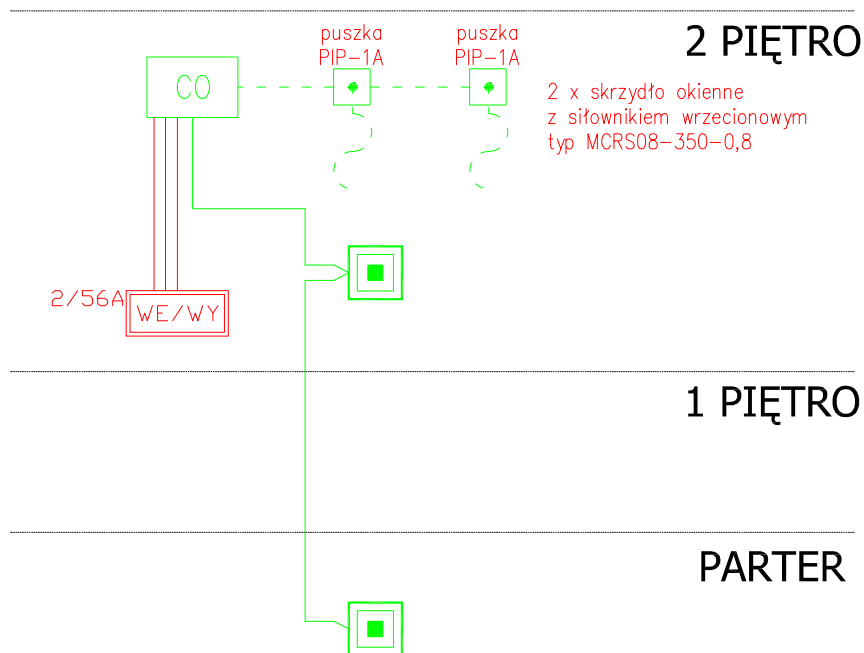 2 PIĘTRO
puszka
PIP-1A
puszka
PIP-1A
CO
2 x skrzydło okienne
z siłownikiem wrzecionowym
typ MCRS08-350-0,8
2/56A
WE/WY
1 PIĘTRO
PARTER